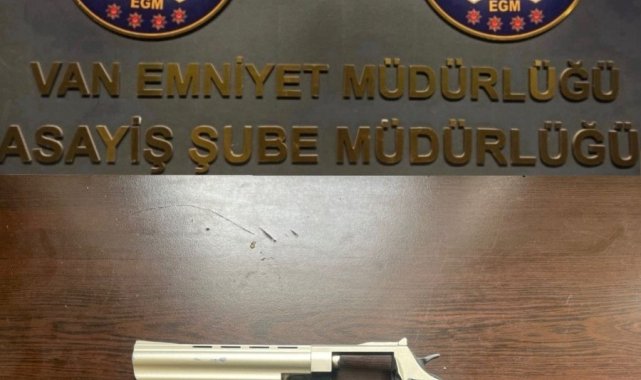 EGM EGM
VAN EMNİYET MÜDÜRLÜĞÜ
ASAYİŞ ŞUBE MÜDÜRLÜĞÜ